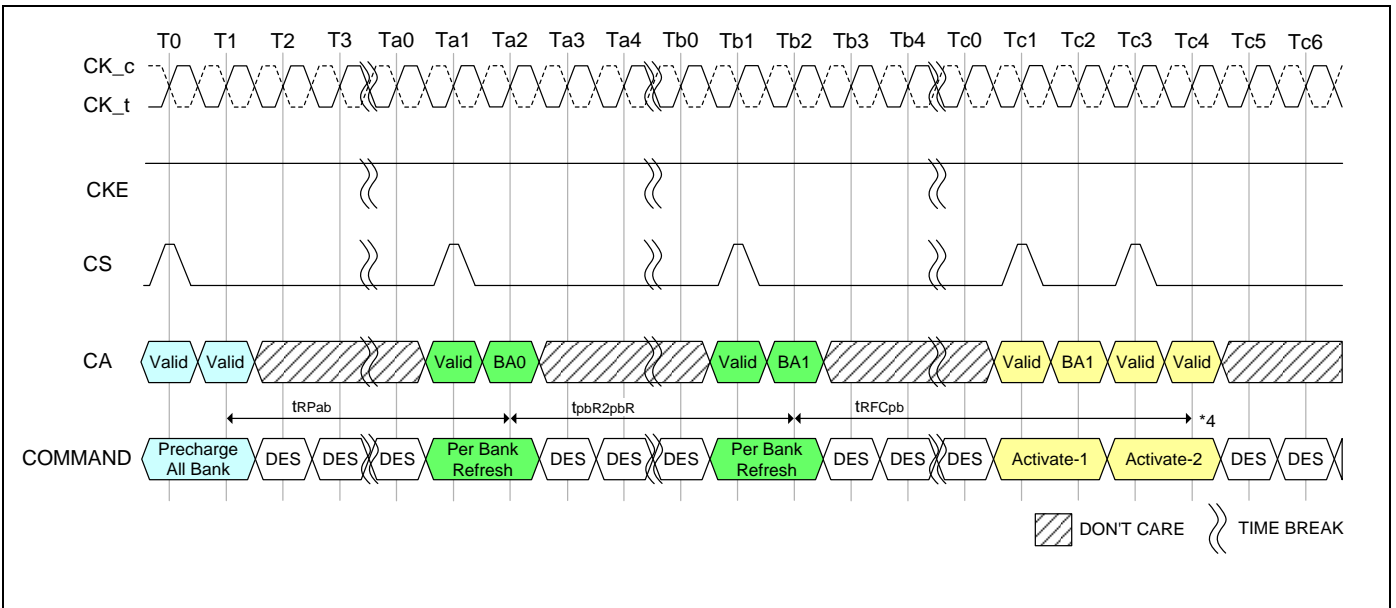 T0 T1 T2 T3 Ta0 Ta1 Ta2 Ta3 Ta4 Tb0 Tb1 Tb2 Tb3 Tb4 Tc0 Tc1 Tc2 Tc3 Tc4 Tc5 Tc6
CK_c
CK_t
CKE
CS
CA Valid Valid Valid BA0 Valid BA1 Valid BA1 Valid Valid
tRPab tpbR2pbR tRFCpb *4
COMMAND Precharge All Bank DES DES DES Per Bank Refresh DES DES DES Per Bank Refresh DES DES DES Activate-1 Activate-2 DES DES
DON'T CARE TIME BREAK